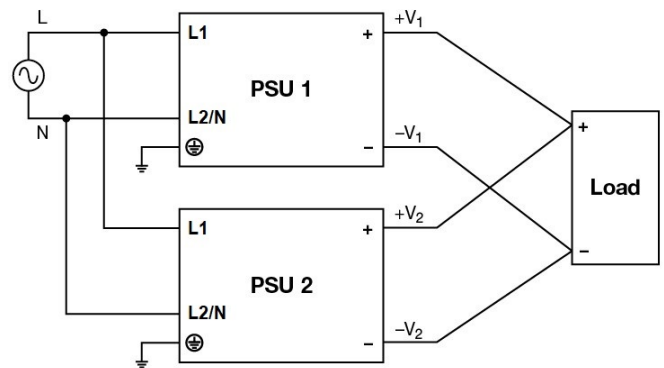 L
N
L1
PSU 1
L2/N
+
−
+V1
−V1
L1
PSU 2
L2/N
+
−
+V2
−V2
+
Load
−